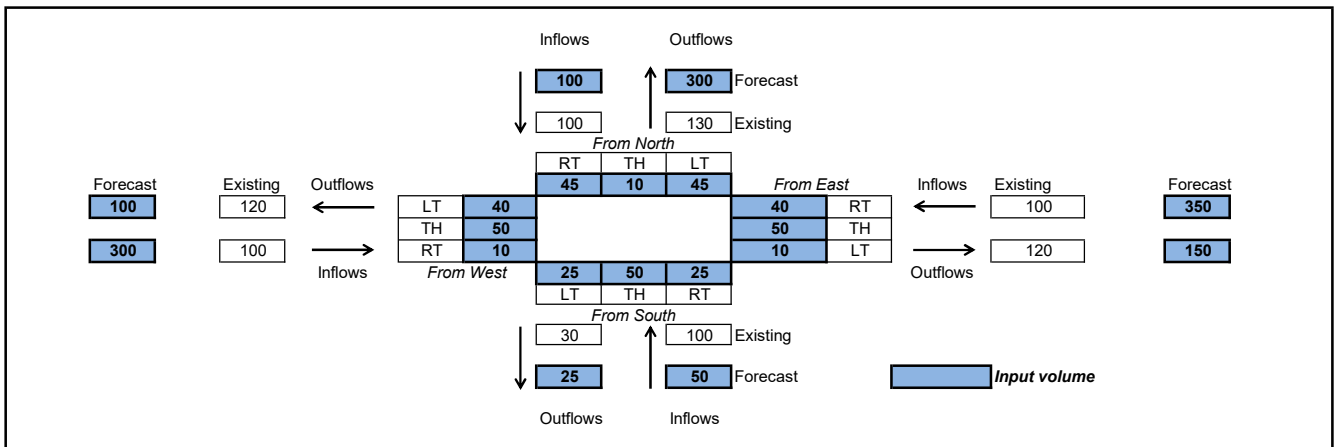 Inflows Outflows
100 300 Forecast
100 130 Existing
From North
RT TH LT
Forecast Existing Outflows 45 10 45 From East Inflows Existing Forecast
100 120 LT 40 40 RT 100 350
TH 50 50 TH
300 100 RT 10 10 LT 120 150
Inflows From West 25 50 25 Outflows
LT TH RT
From South
30 100 Existing
25 50 Forecast Input volume
Outflows Inflows